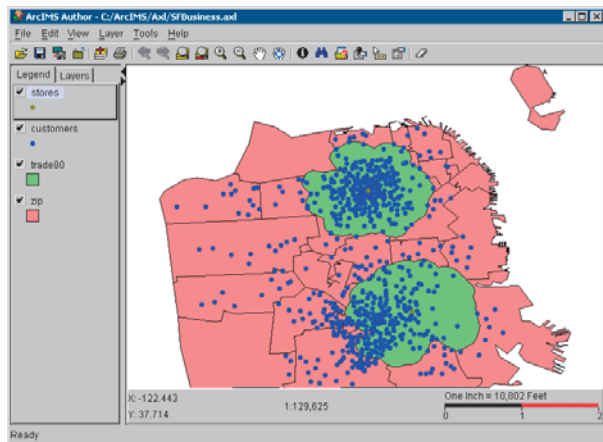 ArcIMS Author - C:/ArcIMS/Axl/SFBusiness.axl
File Edit View Layer Tools Help
Legend Layers
stores
customers
trade80
zip
X: -122.443
Y: 37.714
1:129,625
One Inch = 10,802 Feet
0 1 2
Ready